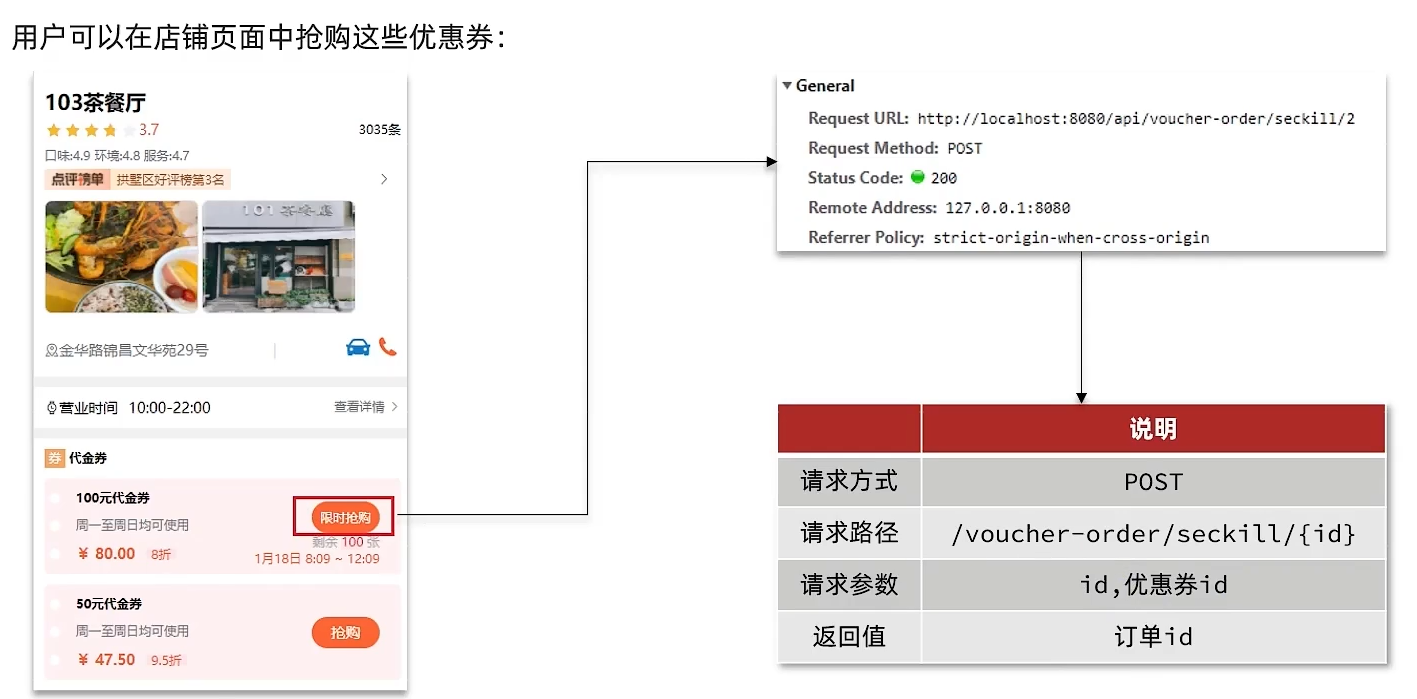 用户可以在店铺页面中抢购这些优惠券：
103茶餐厅
3.7
3035条
口味:4.9 环境:4.8 服务:4.7
点评榜单 拱墅区好评榜第3名
101茶餐厅
金华路锦昌文华苑29号
营业时间 10:00-22:00
查看详情
券 代金券
100元代金券
周一至周日均可使用
¥ 80.00 8折
限时抢购
剩余 100 张
1月18日 8:09 ~ 12:09
50元代金券
周一至周日均可使用
¥ 47.50 9.5折
抢购
General
Request URL: http://localhost:8080/api/voucher-order/seckill/2
Request Method: POST
Status Code: 200
Remote Address: 127.0.0.1:8080
Referrer Policy: strict-origin-when-cross-origin
说明
请求方式 POST
请求路径 /voucher-order/seckill/{id}
请求参数 id,优惠券id
返回值 订单id